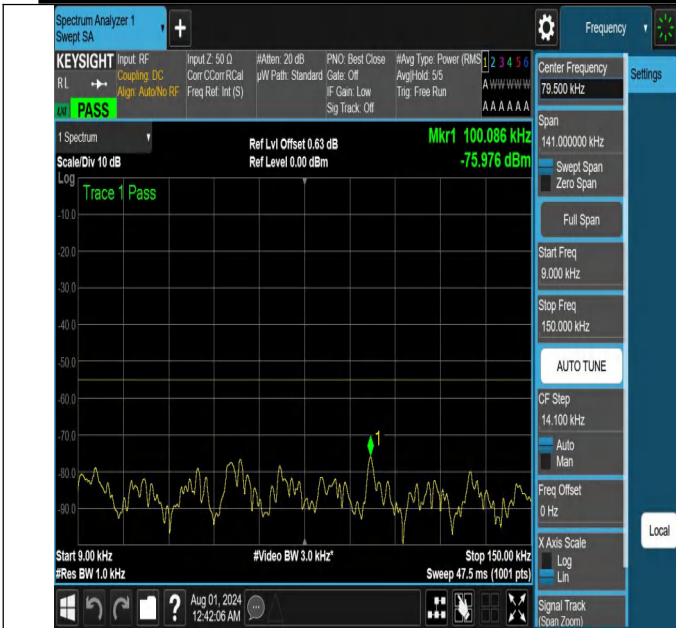 Spectrum Analyzer 1
Swept SA
+
Frequency
KEYSIGHT
R L
LXI
PASS
Input: RF
Coupling: DC
Align: Auto/No RF
Input Z: 50 Ω
Corr CCorr RCal
Freq Ref: Int (S)
#Atten: 20 dB
µW Path: Standard
PNO: Best Close
Gate: Off
IF Gain: Low
Sig Track: Off
#Avg Type: Power (RMS
Avg|Hold: 5/5
Trig: Free Run
1 2 3 4 5 6
A W W W W W
A A A A A A
1 Spectrum
Scale/Div 10 dB
Ref Lvl Offset 0.63 dB
Ref Level 0.00 dBm
Mkr1 100.086 kHz
-75.976 dBm
Log
Trace 1 Pass
-10.0
-20.0
-30.0
-40.0
-50.0
-60.0
-70.0
-80.0
-90.0
1
Start 9.00 kHz
#Res BW 1.0 kHz
#Video BW 3.0 kHz*
Stop 150.00 kHz
Sweep 47.5 ms (1001 pts)
?
Aug 01, 2024
12:42:06 AM
Center Frequency
79.500 kHz
Span
141.000000 kHz
Swept Span
Zero Span
Full Span
Start Freq
9.000 kHz
Stop Freq
150.000 kHz
AUTO TUNE
CF Step
14.100 kHz
Auto
Man
Freq Offset
0 Hz
X Axis Scale
Log
Lin
Signal Track
(Span Zoom)
Settings
Local